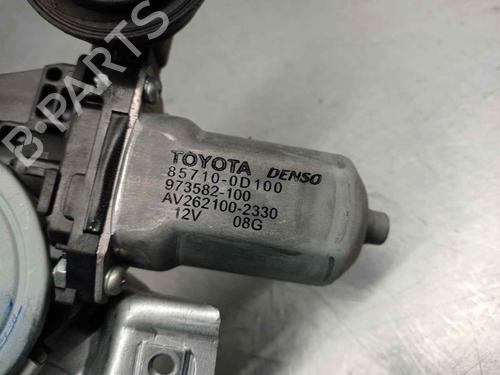 B-PARTS
TOYOTA DENSO
85710-0D100
973582-100
AV262100-2330
12V 08G